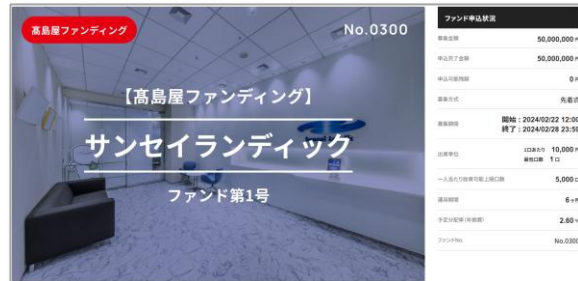 髙島屋ファンディング
No.0300
【髙島屋ファンディング】
サンセイランディック
ファンド第1号
ファンド申込状況
募集金額 50,000,000円
申込完了金額 50,000,000円
申込可能残額 0円
募集方式 先着式
募集期間 開始:2024/02/22 12:00
終了:2024/02/28 23:59
出資単位 1口あたり 10,000円
最低口数 1口
一人当たり投資可能上限口数 5,000口
運用期間 6ヶ月
予定分配率(年換算) 2.60%
ファンドNo. No.0300